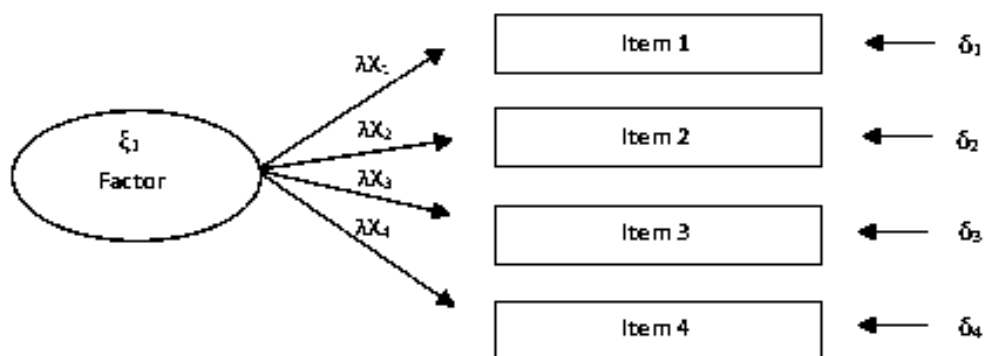 Item 1
δ₁
λX₁
ξ₁
Factor
λX₂
Item 2
δ₂
λX₃
Item 3
δ₃
λX₄
Item 4
δ₄